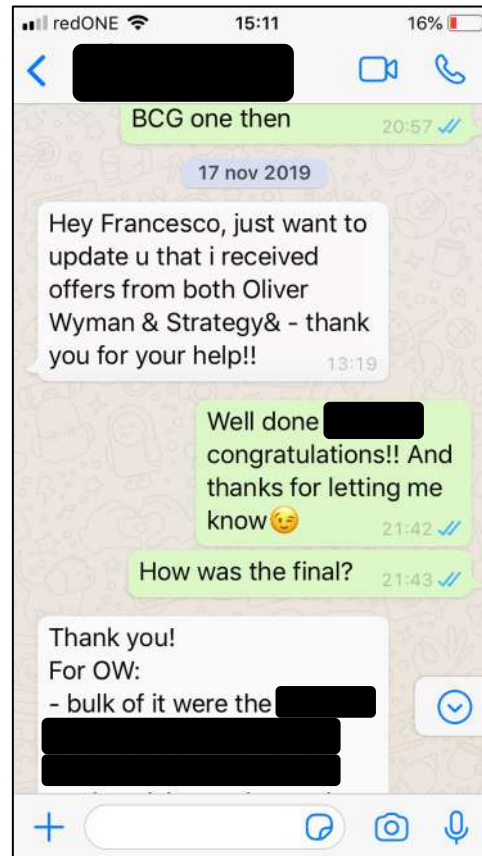 redONE 15:11 16%
BCG one then
20:57
17 nov 2019
Hey Francesco, just want to
update u that i received
offers from both Oliver
Wyman & Strategy& - thank
you for your help!!
13:19
Well done
congratulations!! And
thanks for letting me
know😉
21:42
How was the final?
21:43
Thank you!
For OW:
- bulk of it were the